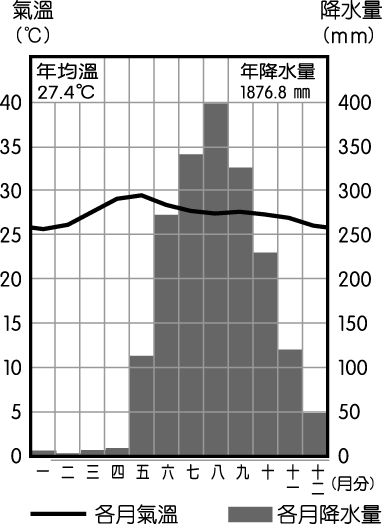 氣溫 降水量
(℃) (mm)
年均溫 年降水量
27.4℃ 1876.8 ㎜
40 400
35 350
30 300
25 250
20 200
15 150
10 100
5 50
0 0
一 二 三 四 五 六 七 八 九 十 十一 十二 (月分)
各月氣溫 各月降水量